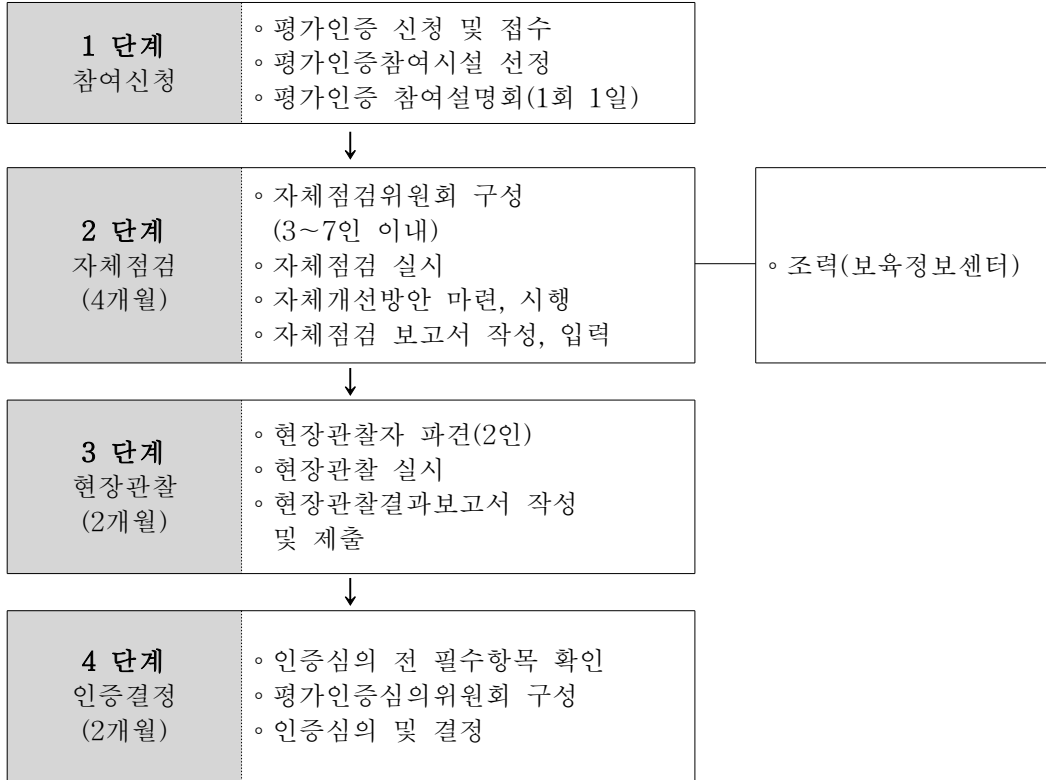 1 단계
참여신청
∘평가인증 신청 및 접수
∘평가인증참여시설 선정
∘평가인증 참여설명회(1회 1일)
2 단계
자체점검
(4개월)
∘자체점검위원회 구성
(3~7인 이내)
∘자체점검 실시
∘자체개선방안 마련, 시행
∘자체점검 보고서 작성, 입력
∘조력(보육정보센터)
3 단계
현장관찰
(2개월)
∘현장관찰자 파견(2인)
∘현장관찰 실시
∘현장관찰결과보고서 작성
및 제출
4 단계
인증결정
(2개월)
∘인증심의 전 필수항목 확인
∘평가인증심의위원회 구성
∘인증심의 및 결정